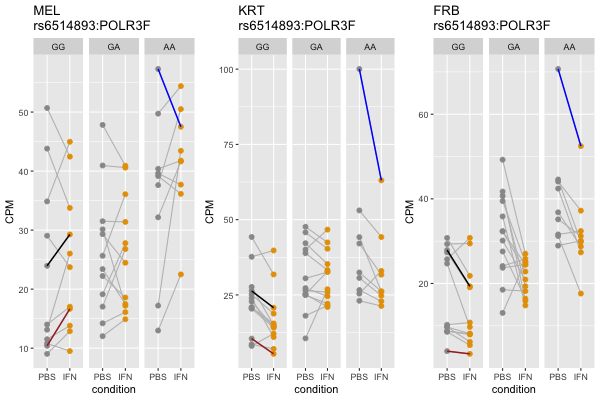 MEL
rs6514893:POLR3F
GG GA AA
CPM
50
40
30
20
10
PBS IFN PBS IFN PBS IFN
condition
KRT
rs6514893:POLR3F
GG GA AA
CPM
100
75
50
25
PBS IFN PBS IFN PBS IFN
condition
FRB
rs6514893:POLR3F
GG GA AA
CPM
60
40
20
PBS IFN PBS IFN PBS IFN
condition